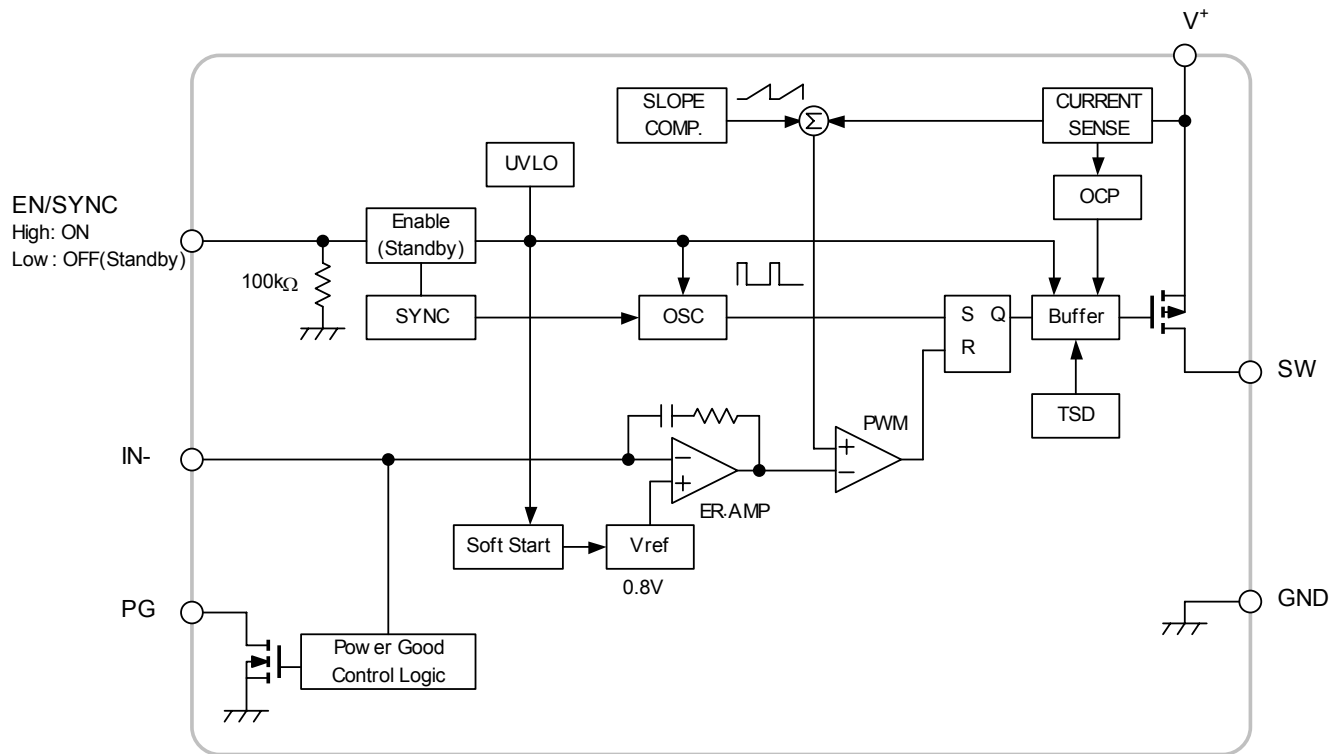 V+
SLOPE
COMP.
Σ
CURRENT
SENSE
UVLO
OCP
EN/SYNC
High: ON
Low : OFF(Standby)
Enable
(Standby)
100kΩ
SYNC
OSC
S Q
R
Buffer
SW
TSD
PWM
IN-
−
+
+
−
ER.AMP
Soft Start
Vref
0.8V
PG
GND
Power Good
Control Logic